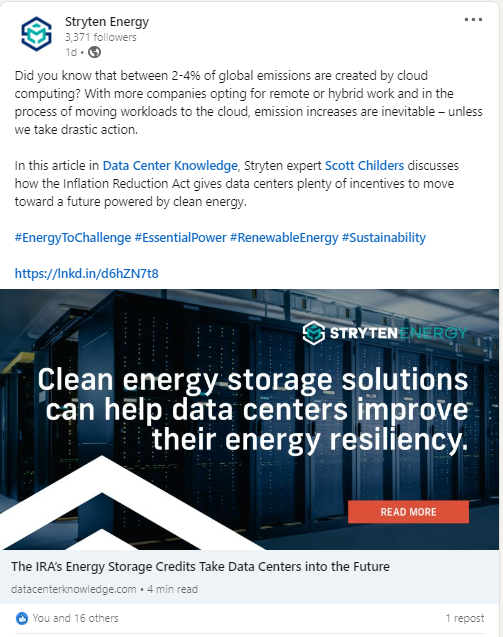 Stryten Energy
3,371 followers
1d •
Did you know that between 2-4% of global emissions are created by cloud
computing? With more companies opting for remote or hybrid work and in the
process of moving workloads to the cloud, emission increases are inevitable – unless
we take drastic action.
In this article in Data Center Knowledge, Stryten expert Scott Childers discusses
how the Inflation Reduction Act gives data centers plenty of incentives to move
toward a future powered by clean energy.
#EnergyToChallenge #EssentialPower #RenewableEnergy #Sustainability
https://lnkd.in/d6hZN7t8
STRYTEN ENERGY
Clean energy storage solutions
can help data centers improve
their energy resiliency.
READ MORE
The IRA's Energy Storage Credits Take Data Centers into the Future
datacenterknowledge.com • 4 min read
You and 16 others
1 repost